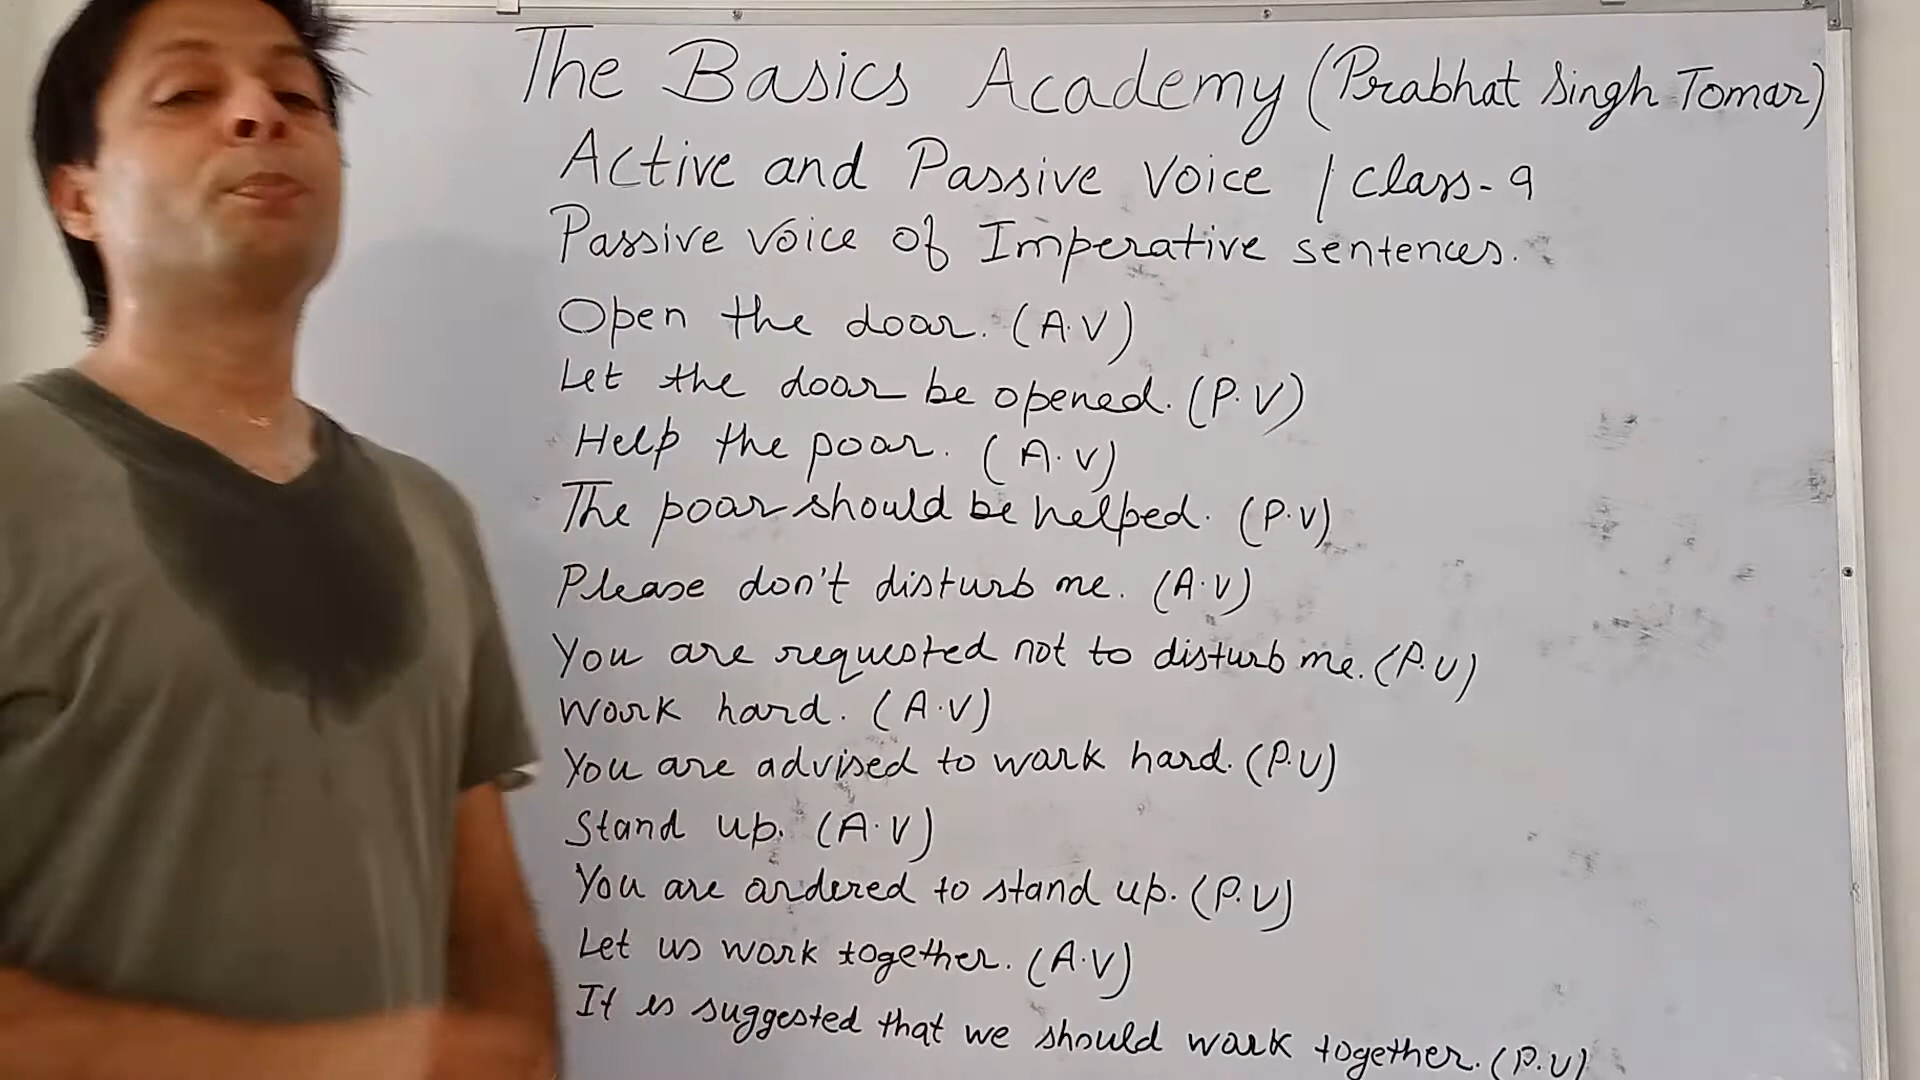 The Basics Academy (Prabhat Singh Tomar)
Active and Passive Voice / Class-9
Passive voice of Imperative sentences.
Open the door. (A.V)
Let the door be opened. (P.V)
Help the poor. (A.V)
The poor should be helped. (P.V)
Please don't disturb me. (A.V)
You are requested not to disturb me. (P.V)
Work hard. (A.V)
You are advised to work hard. (P.V)
Stand up. (A.V)
You are ordered to stand up. (P.V)
Let us work together. (A.V)
It is suggested that we should work together. (P.V)